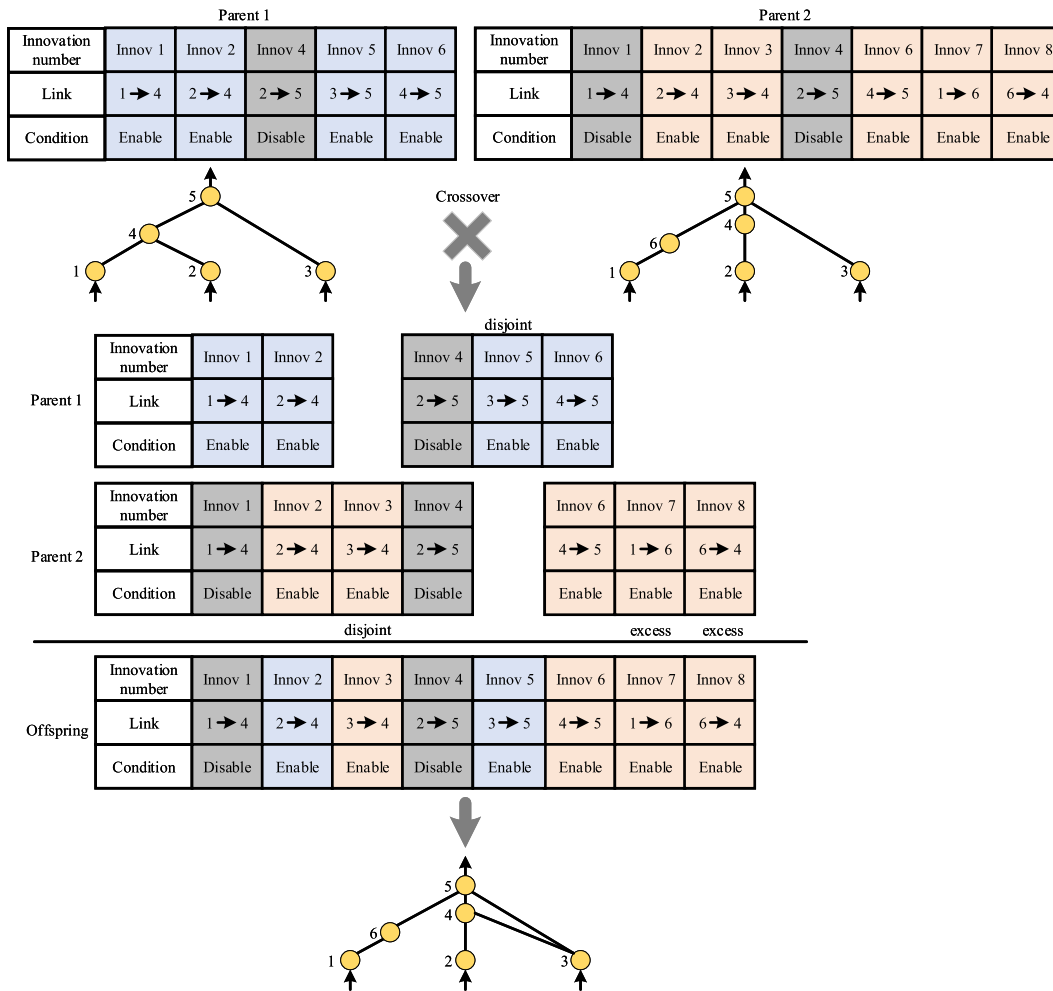 Parent 1
Parent 2
Innovation number Innov 1 Innov 2 Innov 4 Innov 5 Innov 6
Link 1 → 4 2 → 4 2 → 5 3 → 5 4 → 5
Condition Enable Enable Disable Enable Enable
Innovation number Innov 1 Innov 2 Innov 3 Innov 4 Innov 6 Innov 7 Innov 8
Link 1 → 4 2 → 4 3 → 4 2 → 5 4 → 5 1 → 6 6 → 4
Condition Disable Enable Enable Disable Enable Enable Enable
5
4
1
2
3
Crossover
5
4
6
1
2
3
disjoint
Parent 1
Innovation number Innov 1 Innov 2 Innov 4 Innov 5 Innov 6
Link 1 → 4 2 → 4 2 → 5 3 → 5 4 → 5
Condition Enable Enable Disable Enable Enable
Parent 2
Innovation number Innov 1 Innov 2 Innov 3 Innov 4 Innov 6 Innov 7 Innov 8
Link 1 → 4 2 → 4 3 → 4 2 → 5 4 → 5 1 → 6 6 → 4
Condition Disable Enable Enable Disable Enable Enable Enable
disjoint excess excess
Offspring
Innovation number Innov 1 Innov 2 Innov 3 Innov 4 Innov 5 Innov 6 Innov 7 Innov 8
Link 1 → 4 2 → 4 3 → 4 2 → 5 3 → 5 4 → 5 1 → 6 6 → 4
Condition Disable Enable Enable Disable Enable Enable Enable Enable
5
4
6
1
2
3